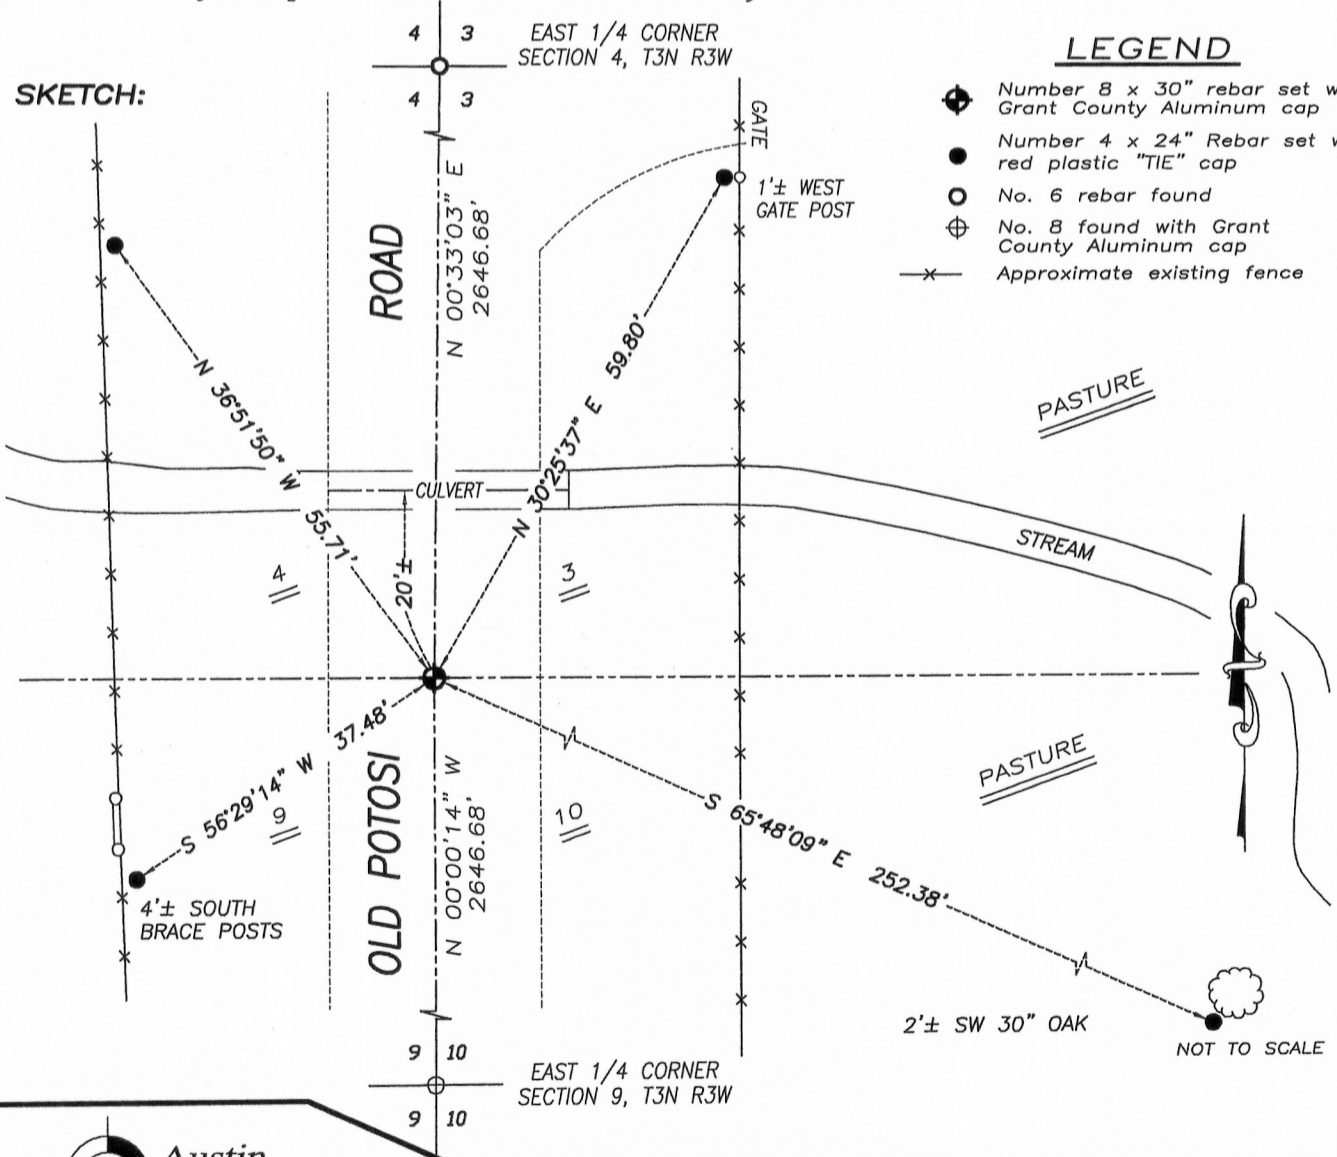 4 3
EAST 1/4 CORNER
SECTION 4, T3N R3W
4 3
SKETCH:
LEGEND
Number 8 x 30" rebar set
Grant County Aluminum cap
Number 4 x 24" Rebar set
red plastic "TIE" cap
No. 6 rebar found
No. 8 found with Grant
County Aluminum cap
Approximate existing fence
GATE
1'± WEST
GATE POST
ROAD
N 00°33'03" E
2646.68'
N 36°51'50" W 55.71'
N 30°25'37" E 59.80'
PASTURE
CULVERT
20'±
STREAM
4
3
S 56°29'14" W 37.48'
9
10
OLD POTOSI
N 00°00'14" W
2646.68'
S 65°48'09" E 252.38'
PASTURE
4'± SOUTH
BRACE POSTS
2'± SW 30" OAK
NOT TO SCALE
9 10
EAST 1/4 CORNER
SECTION 9, T3N R3W
9 10
Austin